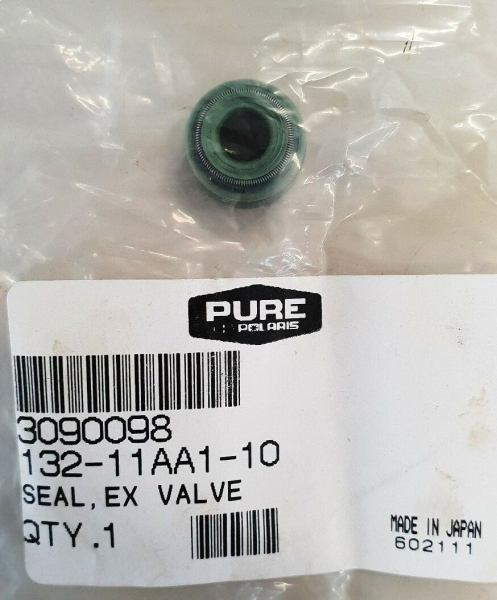 PURE
POLARIS
3090098
132-11AA1-10
SEAL, EX VALVE
QTY.1
MADE IN JAPAN
602111